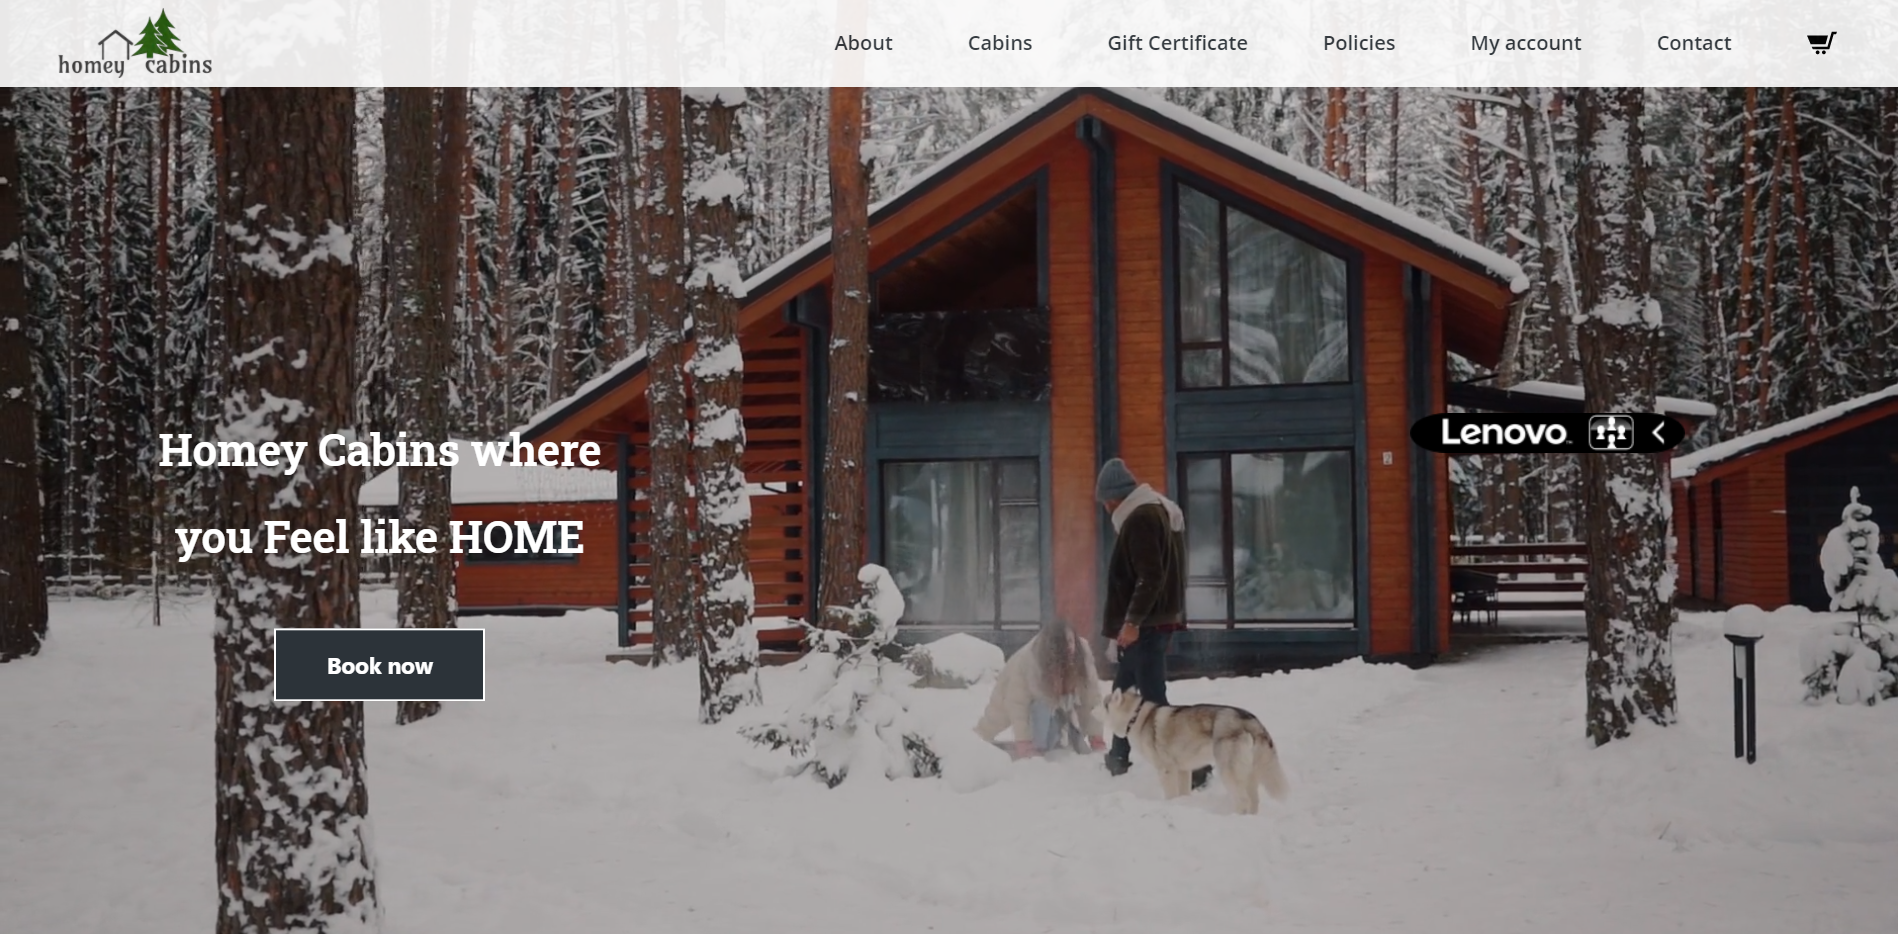 homey cabins
About
Cabins
Gift Certificate
Policies
My account
Contact
Homey Cabins where
you Feel like HOME
Lenovo
2
Book now